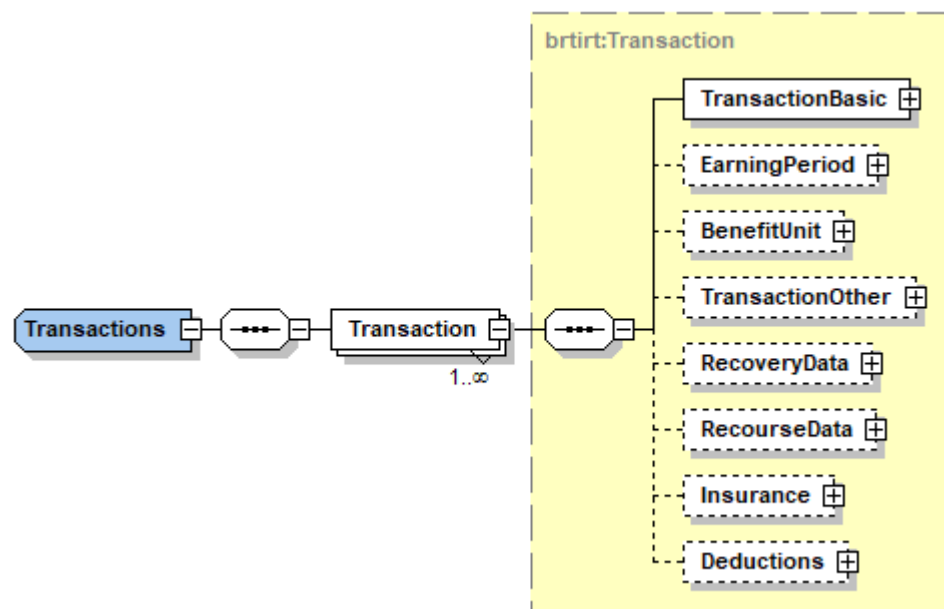 brtirt:Transaction
TransactionBasic
EarningPeriod
BenefitUnit
TransactionOther
Transactions
Transaction
1..∞
RecoveryData
RecourseData
Insurance
Deductions